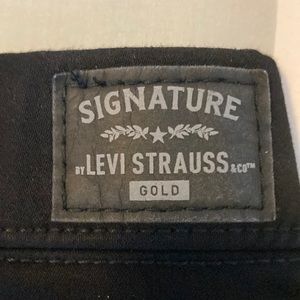 SIGNATURE
BY LEVI STRAUSS & CO™
GOLD